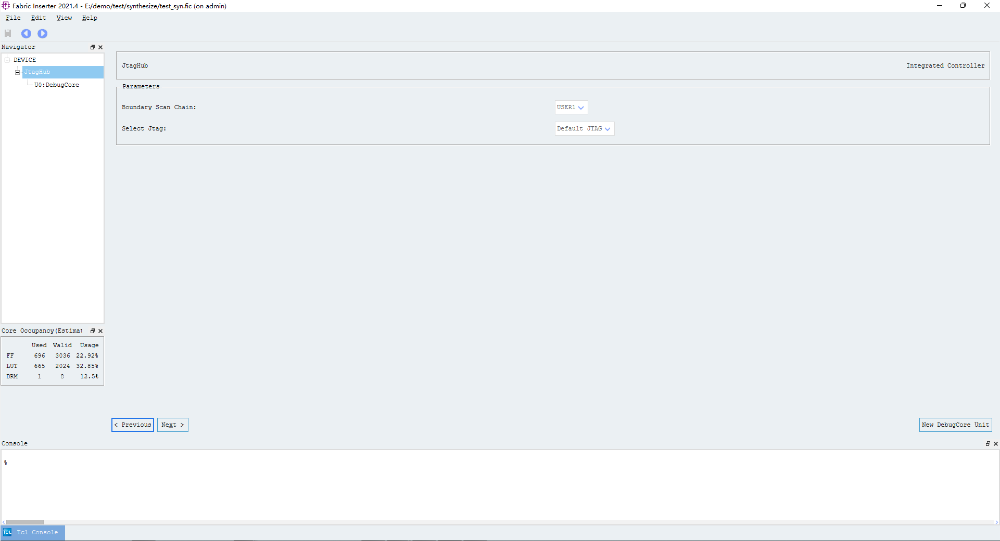 Fabric Inserter 2021.4 - E:/demo/test/synthesize/test_syn.fic (on admin)
File Edit View Help
Navigator
DEVICE
JtagHub
U0:DebugCore
JtagHub Integrated Controller
Parameters
Boundary Scan Chain: USER1
Select Jtag: Default JTAG
Core Occupancy(Estimat
Used Valid Usage
FF 696 3036 22.92%
LUT 665 2024 32.85%
DRM 1 8 12.5%
< Previous Next > New DebugCore Unit
Console
%
TCL Tcl Console